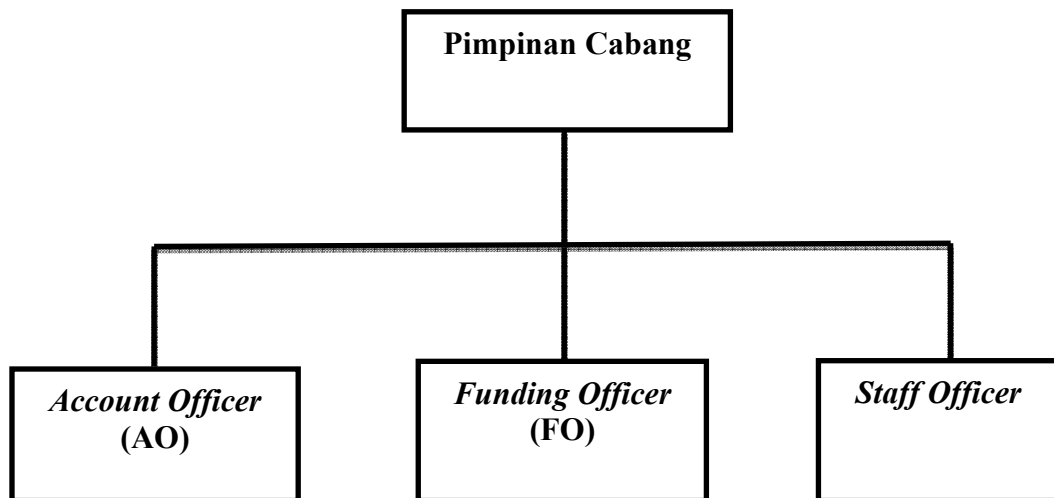 Pimpinan Cabang
Account Officer
(AO)
Funding Officer
(FO)
Staff Officer